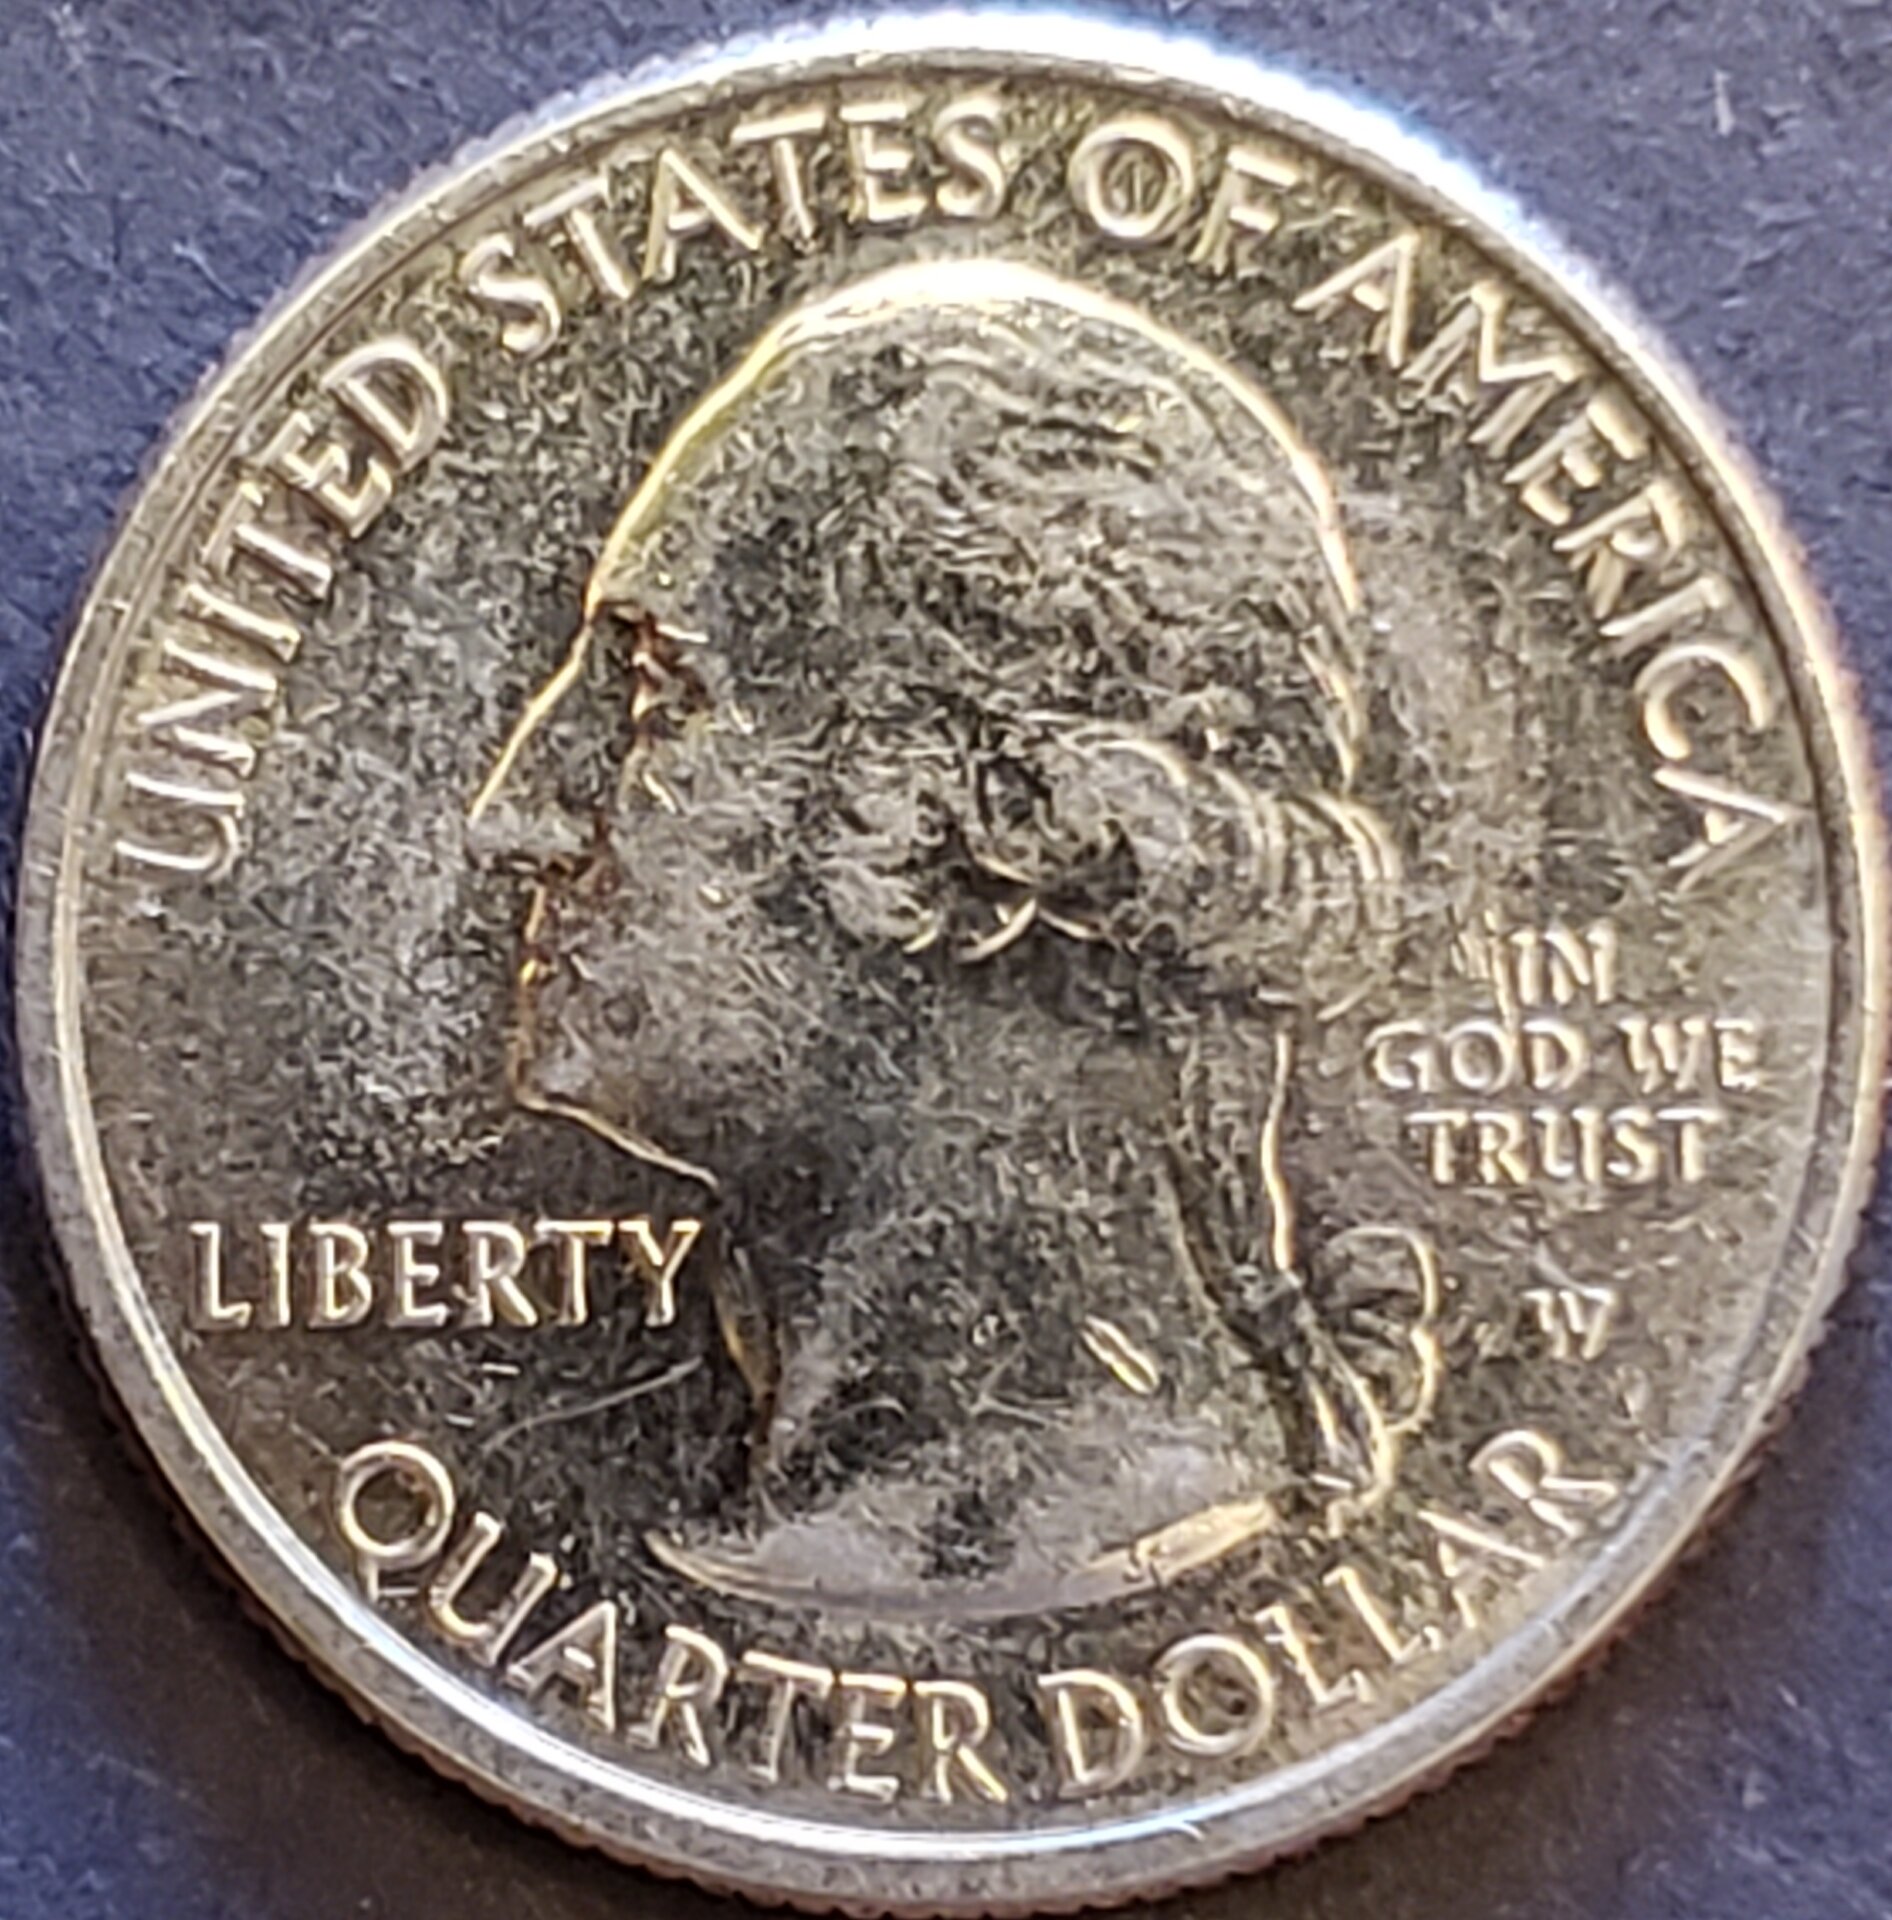 UNITED STATES OF AMERICA
IN
GOD WE
TRUST
LIBERTY
W
QUARTER DOLLAR